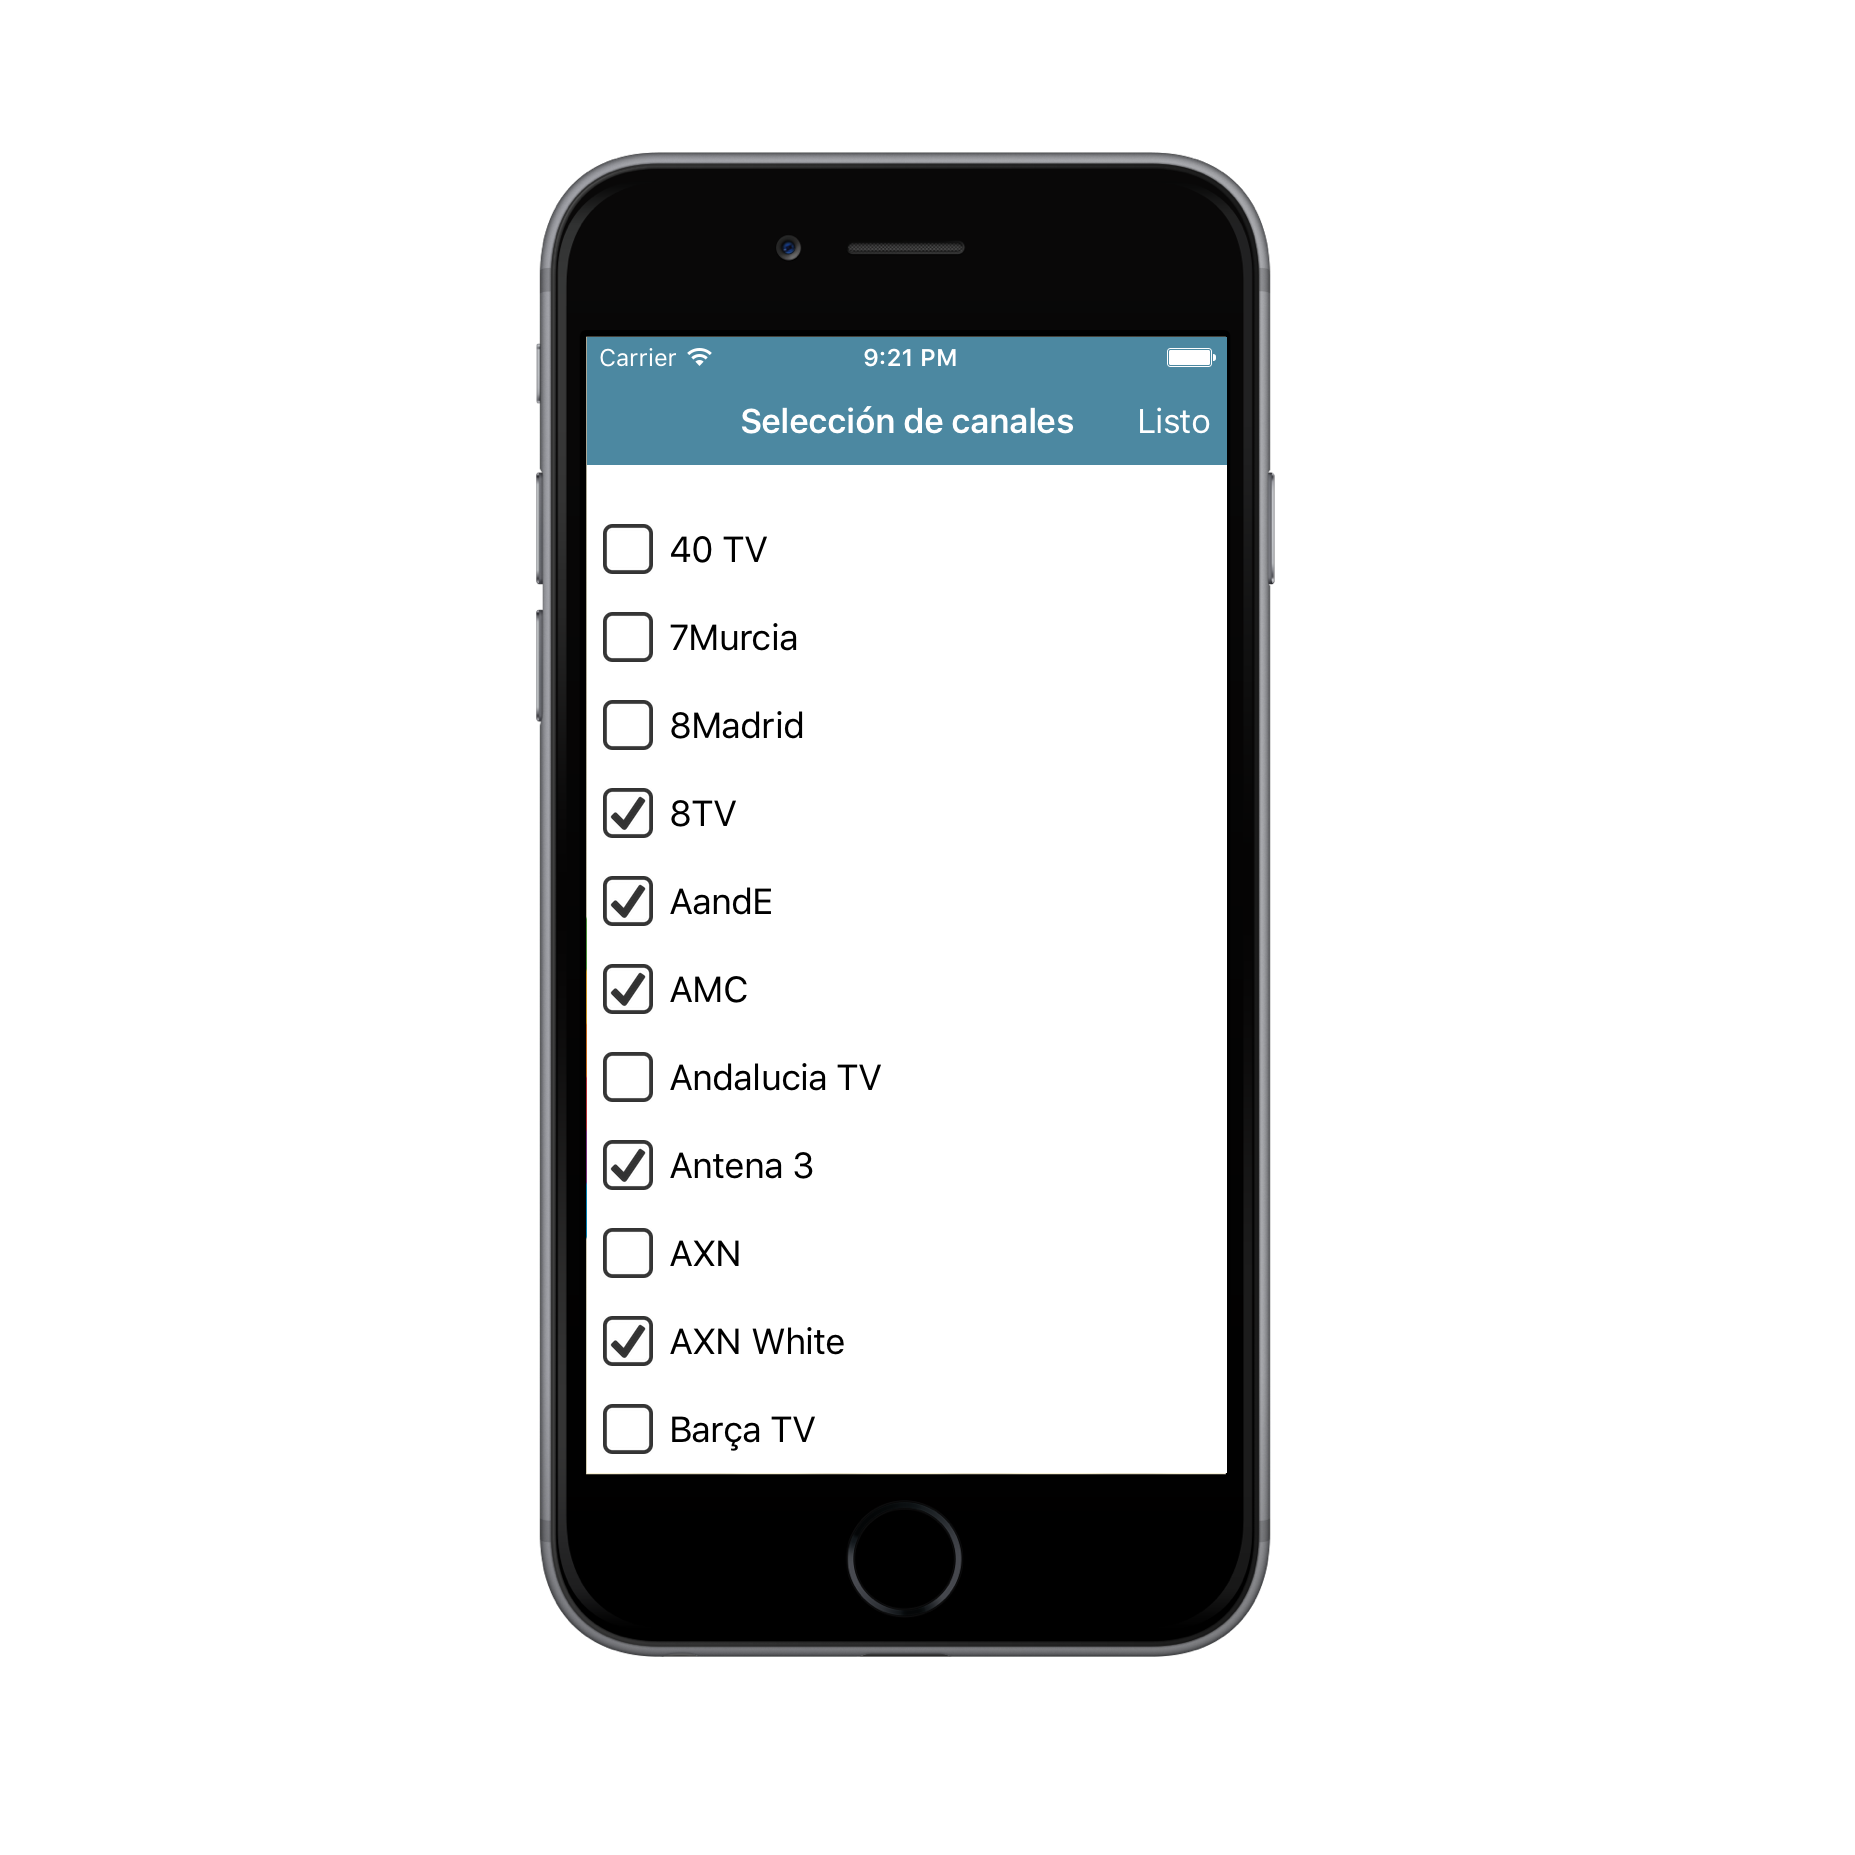 Carrier 9:21 PM
Selección de canales Listo
40 TV
7Murcia
8Madrid
8TV
AandE
AMC
Andalucia TV
Antena 3
AXN
AXN White
Barça TV